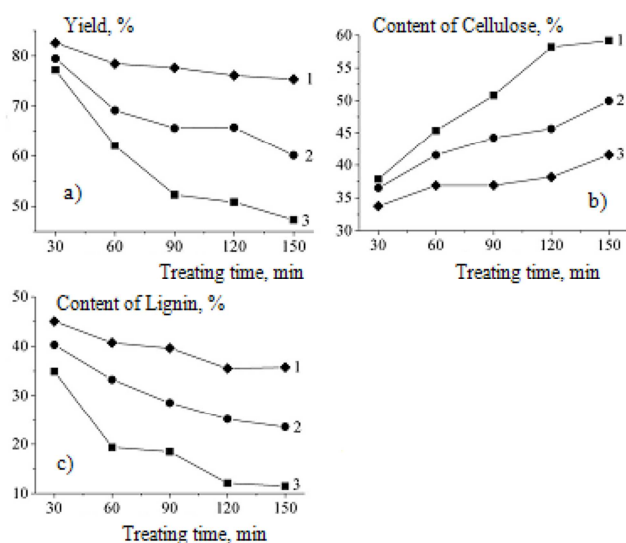 Yield, %
80
70
60
50
1
2
3
a)
30 60 90 120 150
Treating time, min
Content of Cellulose, %
60
55
50
45
40
35
30
1
2
3
b)
30 60 90 120 150
Treating time, min
Content of Lignin, %
50
40
30
20
10
1
2
3
c)
30 60 90 120 150
Treating time, min